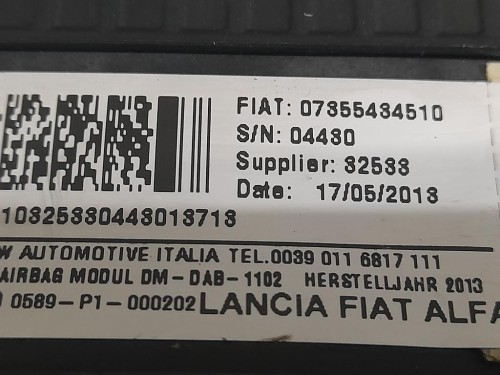 FIAT: 07355434510
S/N: 04430
Supplier: 32533
Date: 17/05/2013
10325330443013713
W AUTOMOTIVE ITALIA TEL.0039 011 6817 111
AIRBAG MODUL DM-DAB-1102 HERSTELLJAHR 2013
0589-P1-000202 LANCIA FIAT ALFA